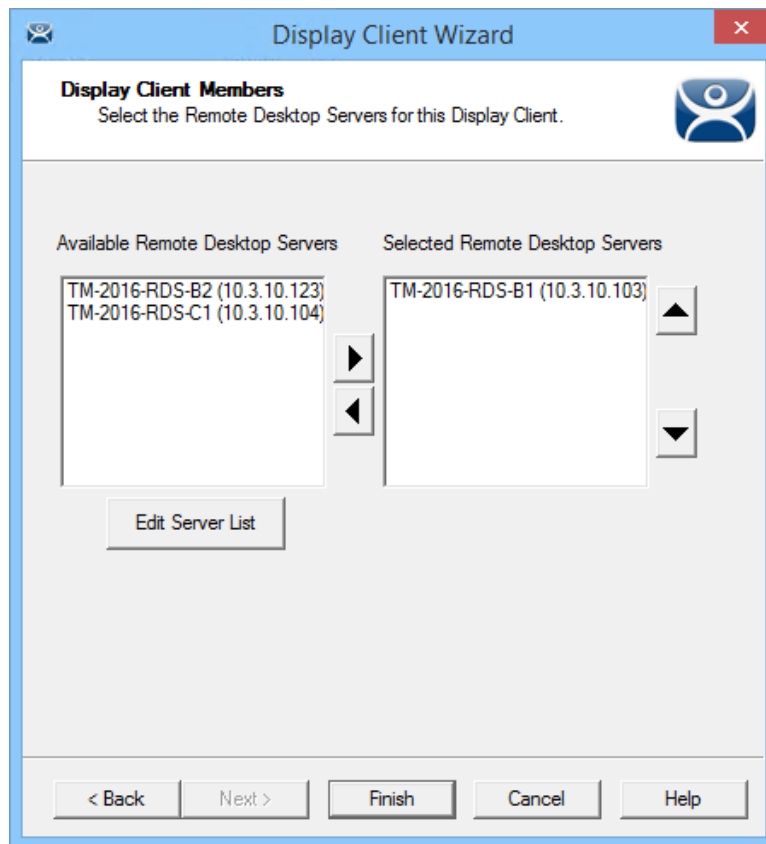 Display Client Wizard
Display Client Members
Select the Remote Desktop Servers for this Display Client.
Available Remote Desktop Servers
Selected Remote Desktop Servers
TM-2016-RDS-B2 (10.3.10.123)
TM-2016-RDS-C1 (10.3.10.104)
TM-2016-RDS-B1 (10.3.10.103)
Edit Server List
< Back
Next >
Finish
Cancel
Help